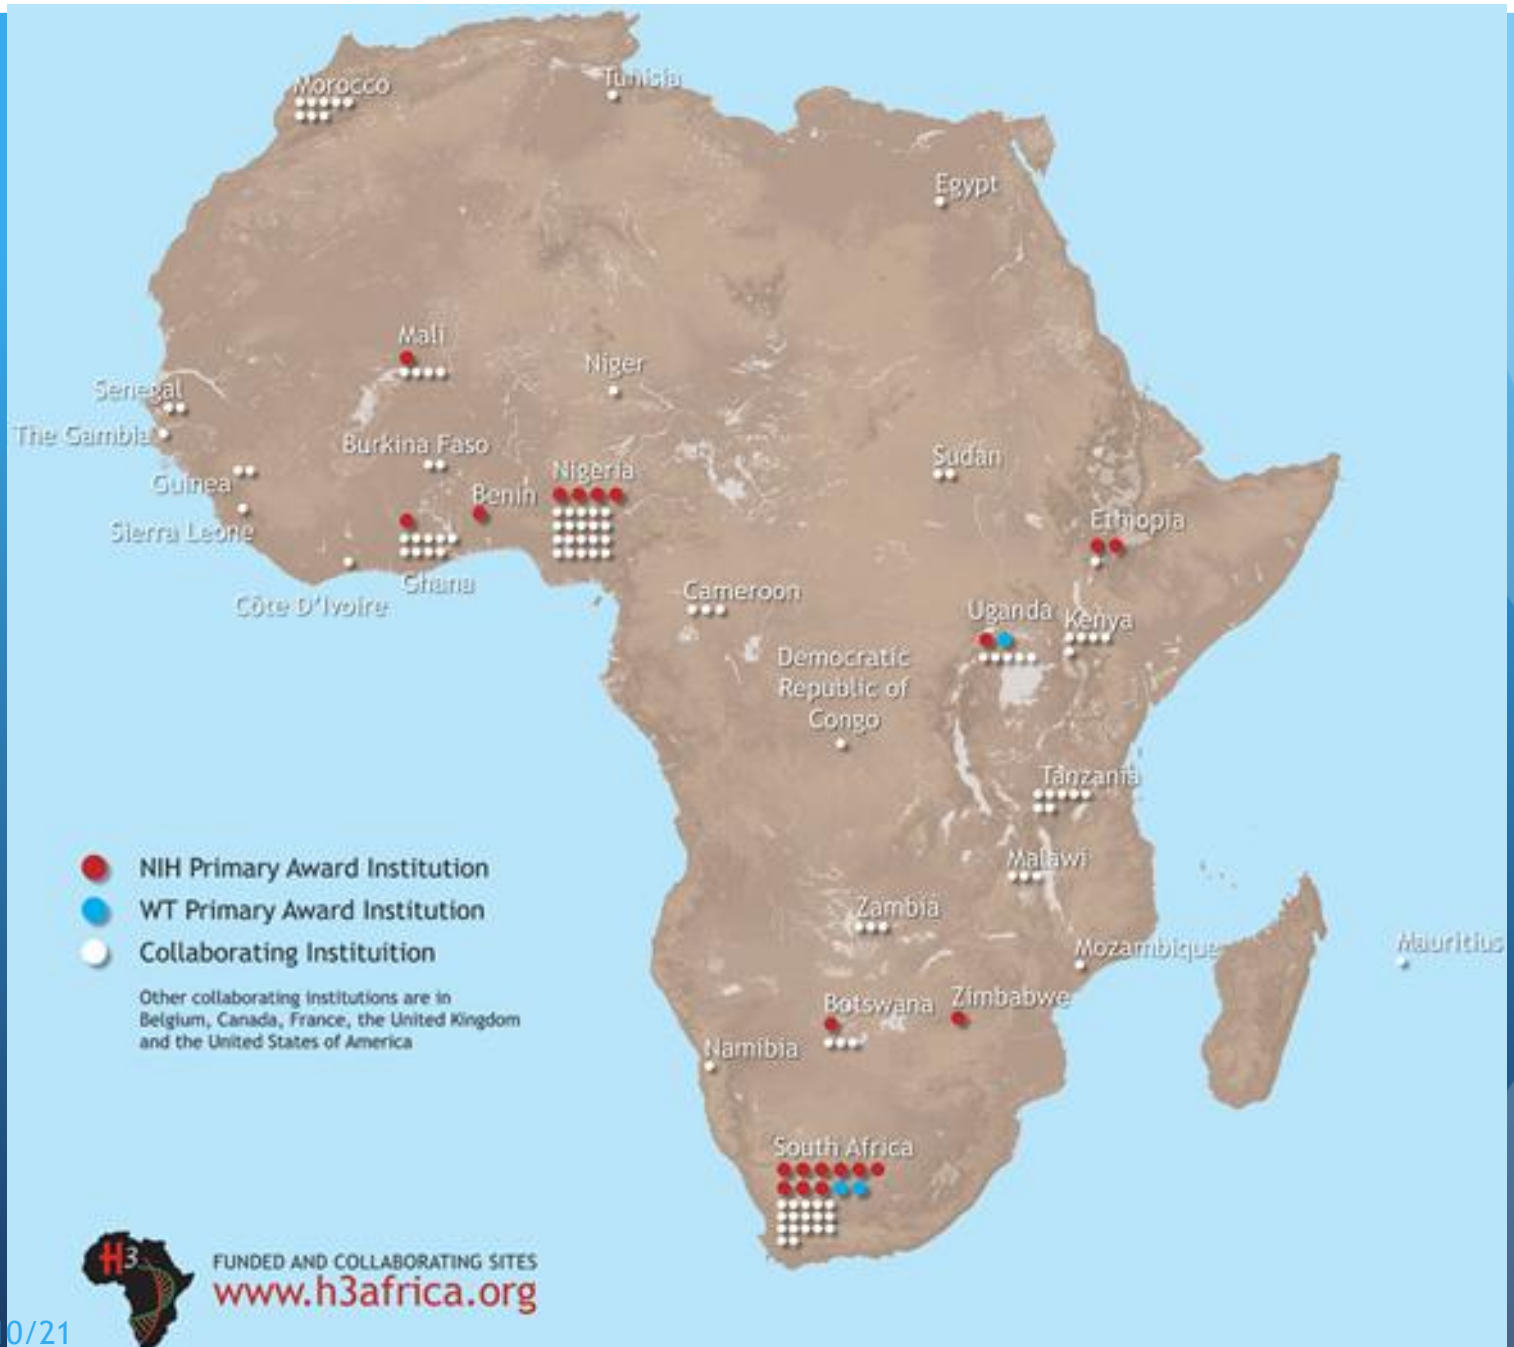 Morocco
Tunisia
Egypt
Mali
Niger
Senegal
The Gambia
Burkina Faso
Nigeria
Sudan
Guinea
Benin
Sierra Leone
Ethiopia
Ghana
Côte D'Ivoire
Cameroon
Uganda
Kenya
Democratic
Republic of
Congo
Tanzania
Malawi
Zambia
Mozambique
Mauritius
Botswana
Zimbabwe
Namibia
South Africa
NIH Primary Award Institution
WT Primary Award Institution
Collaborating Instituition
Other collaborating institutions are in
Belgium, Canada, France, the United Kingdom
and the United States of America
H3
FUNDED AND COLLABORATING SITES
www.h3africa.org
0/21